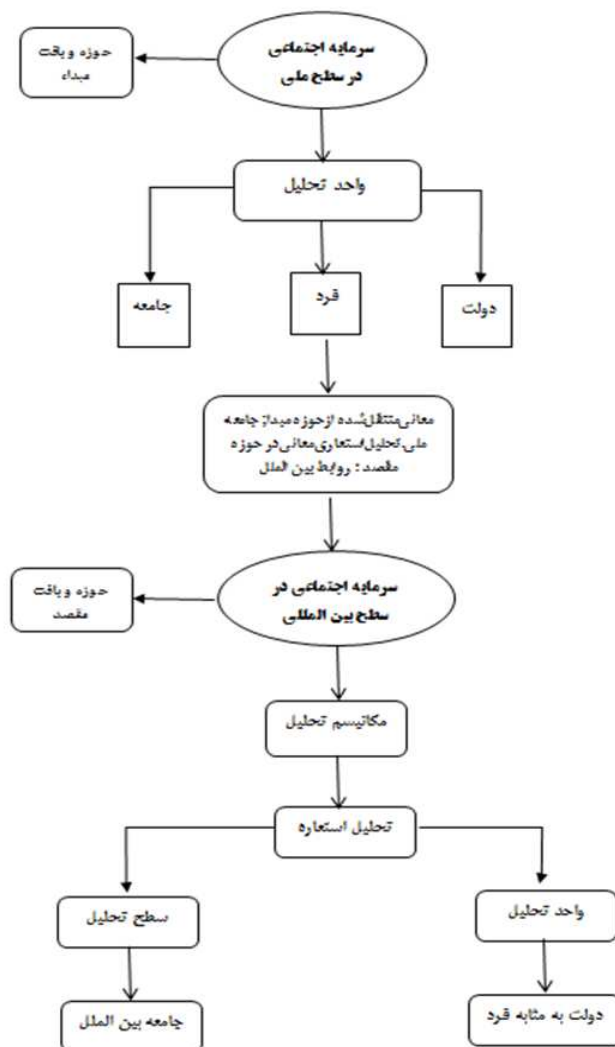 سرمایه اجتماعی
در سطح ملی
حوزه و بافت
مبداء
واحد تحلیل
دولت
فرد
جامعه
معانی منتقل شده از حوزه مبدا: جامعه
ملی. تحلیل استعاری معانی در حوزه
مقصد : روابط بین الملل
سرمایه اجتماعی در
سطح بین المللی
حوزه و بافت
مقصد
مکانیسم تحلیل
تحلیل استعاره
واحد تحلیل
سطح تحلیل
دولت به مثابه فرد
جامعه بین الملل